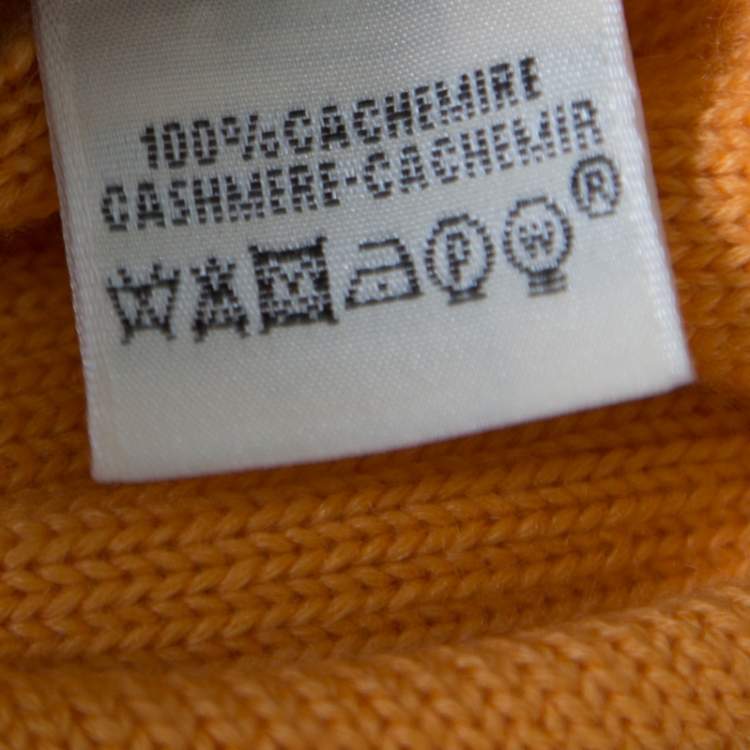 100%CACHEMIRE
CASHMERE-CACHEMIR
®
P W